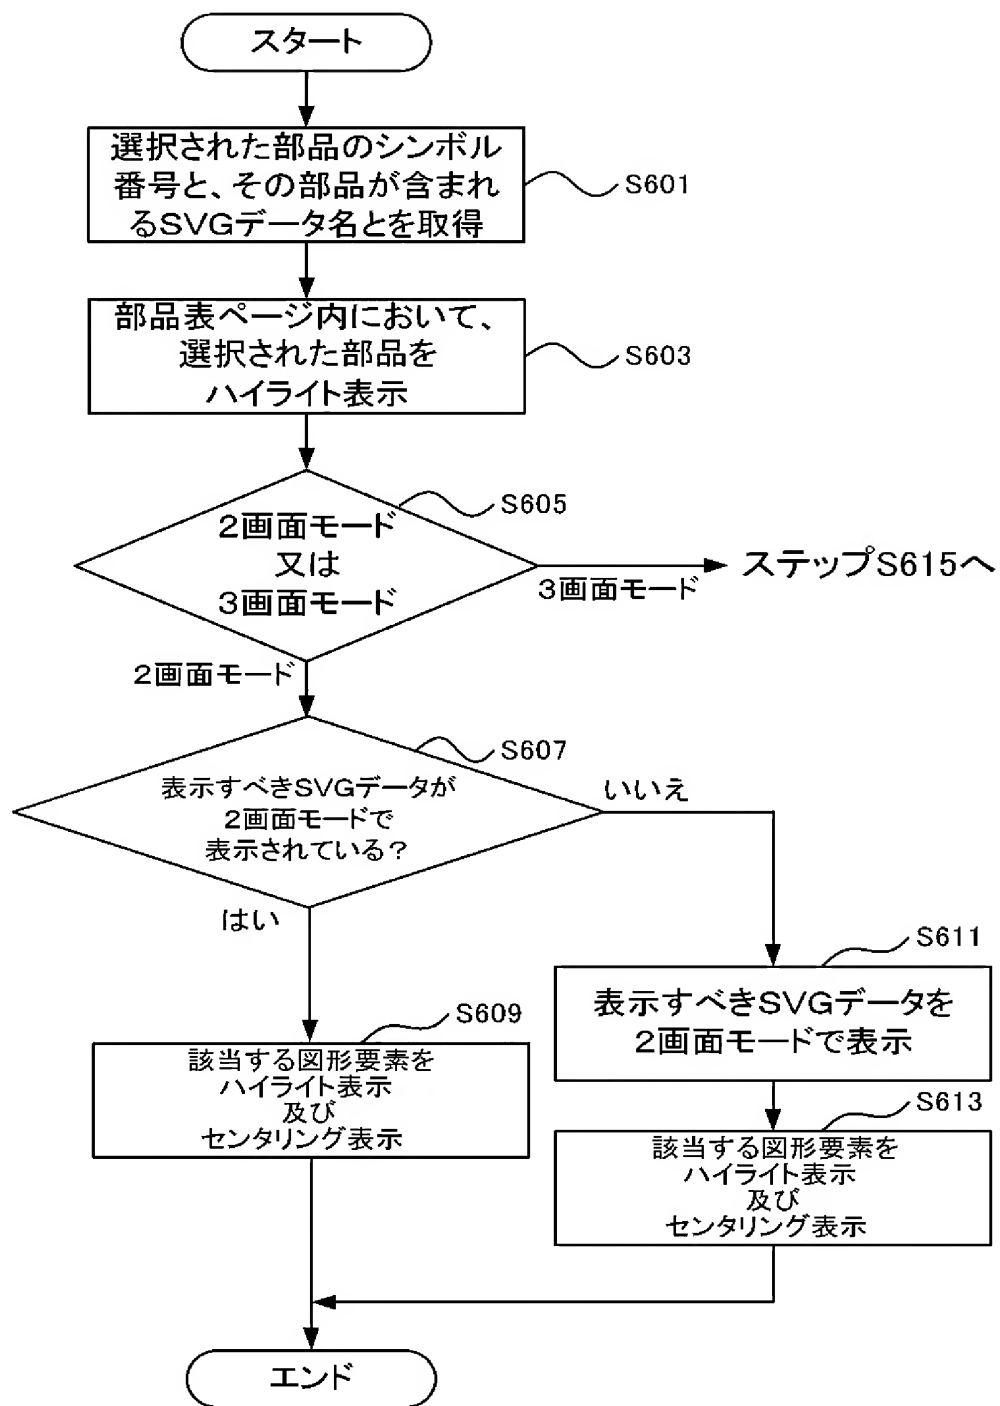 スタート
選択された部品のシンボル
番号と、その部品が含まれ
るSVGデータ名とを取得
S601
部品表ページ内において、
選択された部品を
ハイライト表示
S603
S605
2画面モード
又は
3画面モード
3画面モード
ステップS615へ
2画面モード
S607
表示すべきSVGデータが
2画面モードで
表示されている？
いいえ
はい
S611
表示すべきSVGデータを
2画面モードで表示
S609
該当する図形要素を
ハイライト表示
及び
センタリング表示
S613
該当する図形要素を
ハイライト表示
及び
センタリング表示
エンド